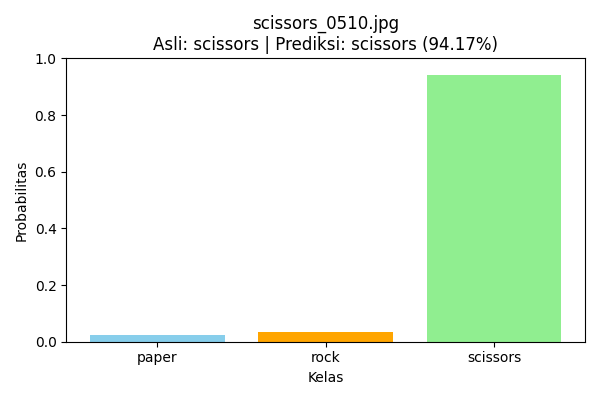 scissors_0510.jpg
Asli: scissors | Prediksi: scissors (94.17%)
1.0
0.8
0.6
0.4
0.2
0.0
Probabilitas
paper
rock
scissors
Kelas